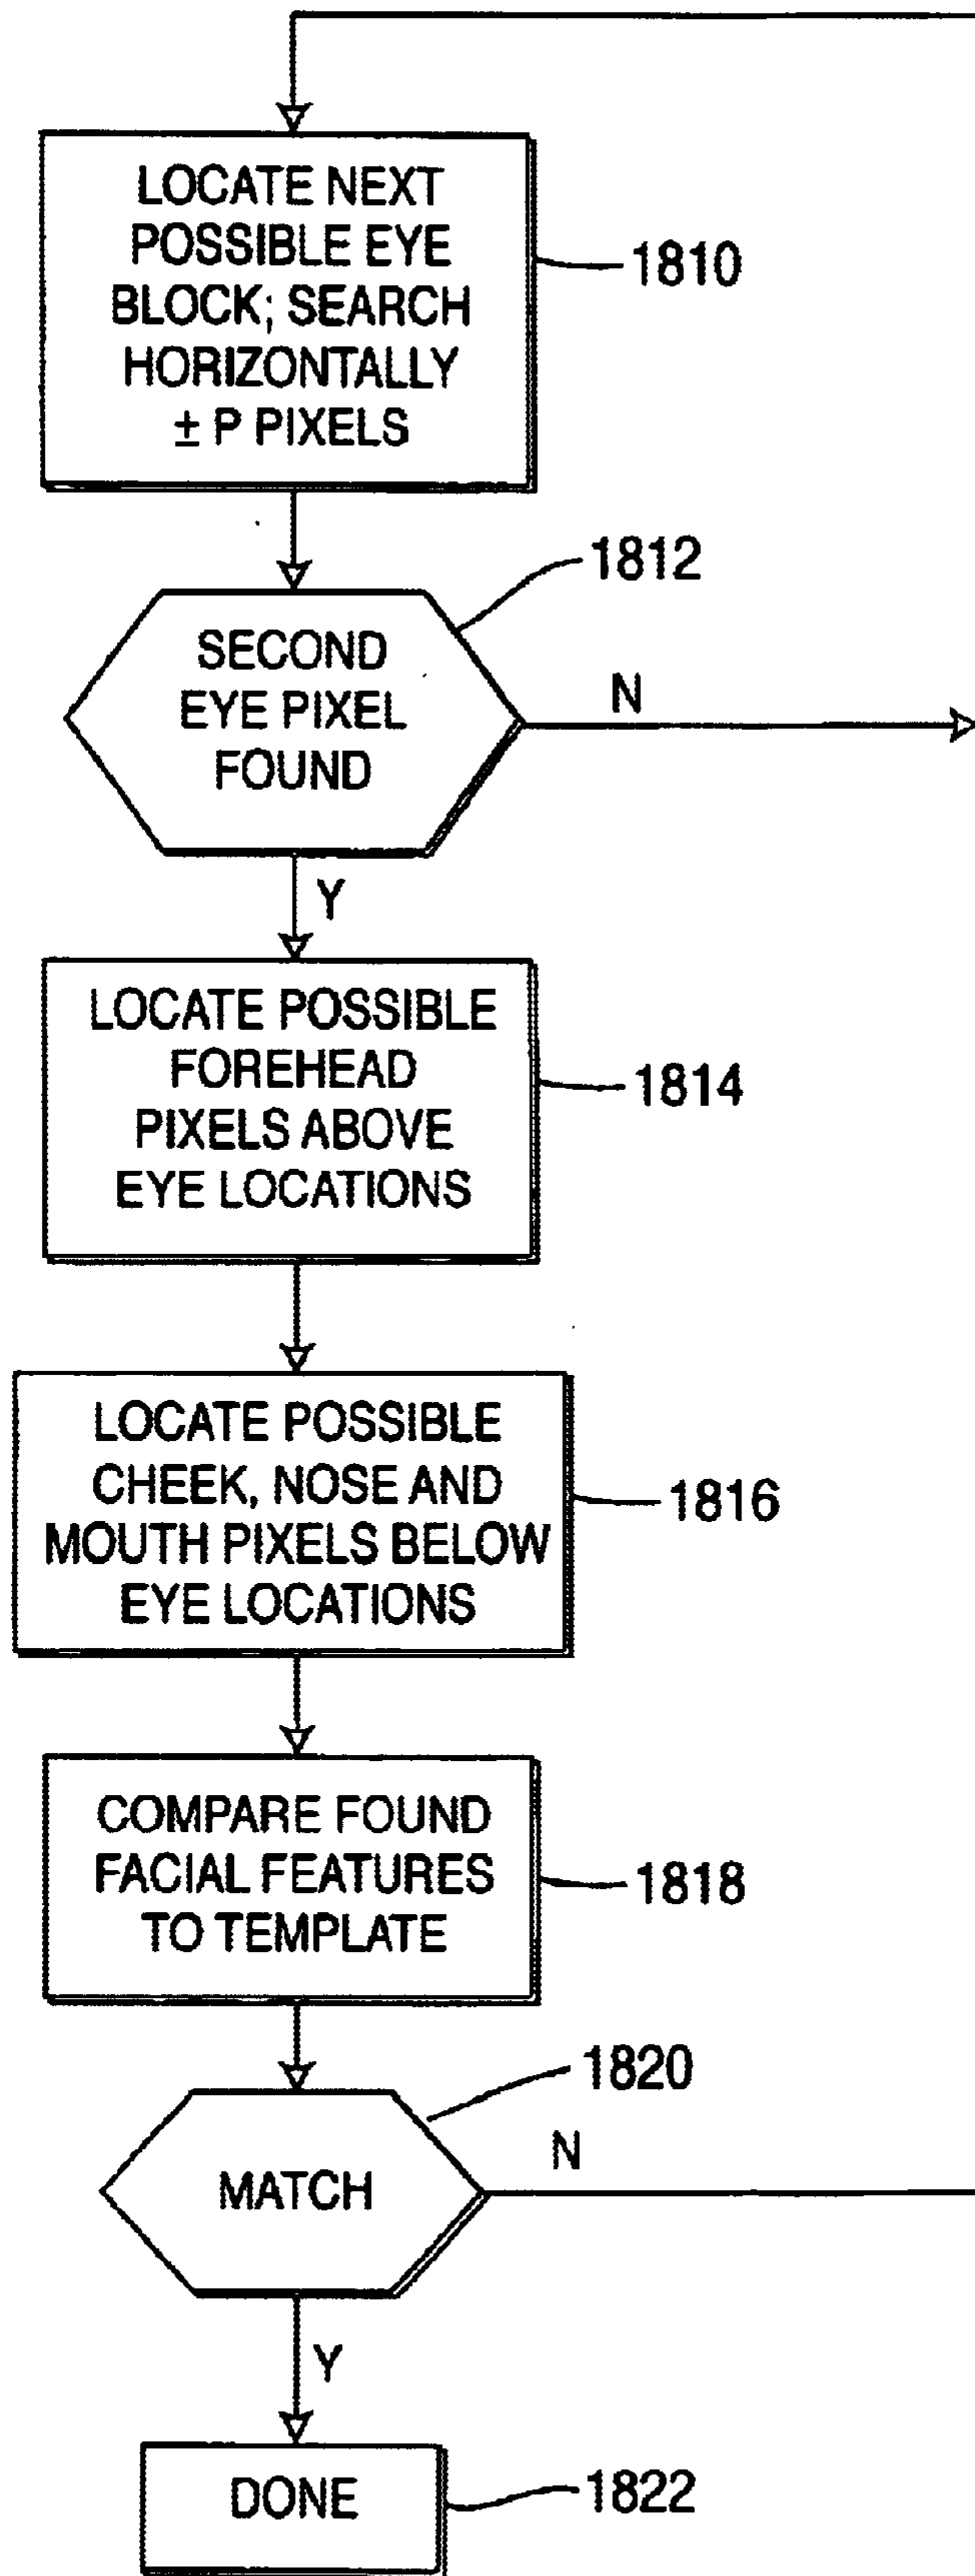 LOCATE NEXT
POSSIBLE EYE
BLOCK; SEARCH
HORIZONTALLY
± P PIXELS
1810
1812
SECOND
EYE PIXEL
FOUND
N
Y
LOCATE POSSIBLE
FOREHEAD
PIXELS ABOVE
EYE LOCATIONS
1814
LOCATE POSSIBLE
CHEEK, NOSE AND
MOUTH PIXELS BELOW
EYE LOCATIONS
1816
COMPARE FOUND
FACIAL FEATURES
TO TEMPLATE
1818
1820
MATCH
N
Y
DONE
1822